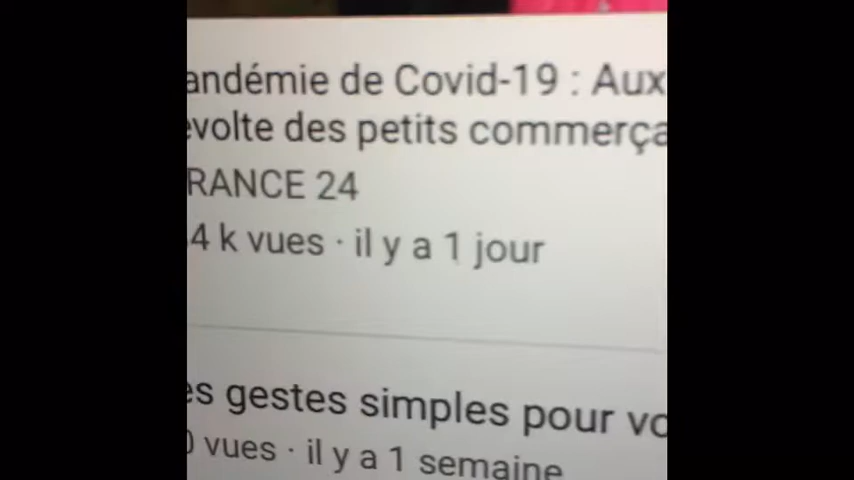 andémie de Covid-19 : Aux
evolte des petits commerça
RANCE 24
4 k vues · il y a 1 jour
es gestes simples pour vo
0 vues · il y a 1 semaine